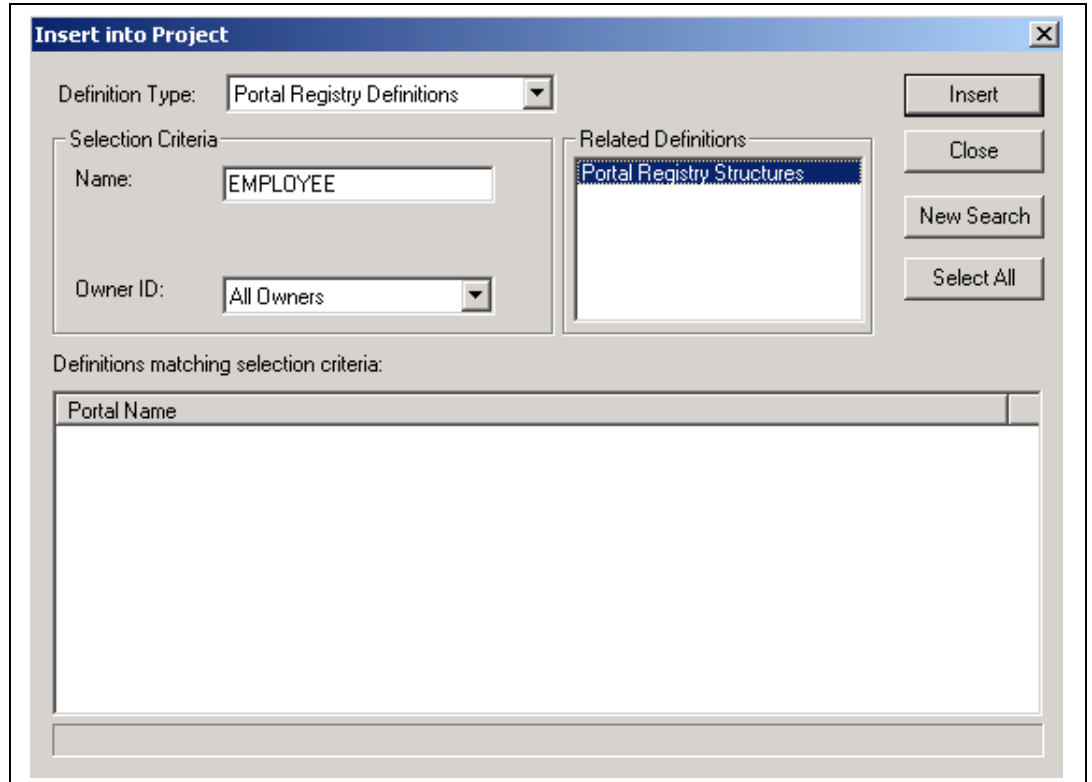 Insert into Project
Definition Type: Portal Registry Definitions
Insert
Selection Criteria
Related Definitions
Name: EMPLOYEE
Portal Registry Structures
Close
New Search
Owner ID: All Owners
Select All
Definitions matching selection criteria:
Portal Name